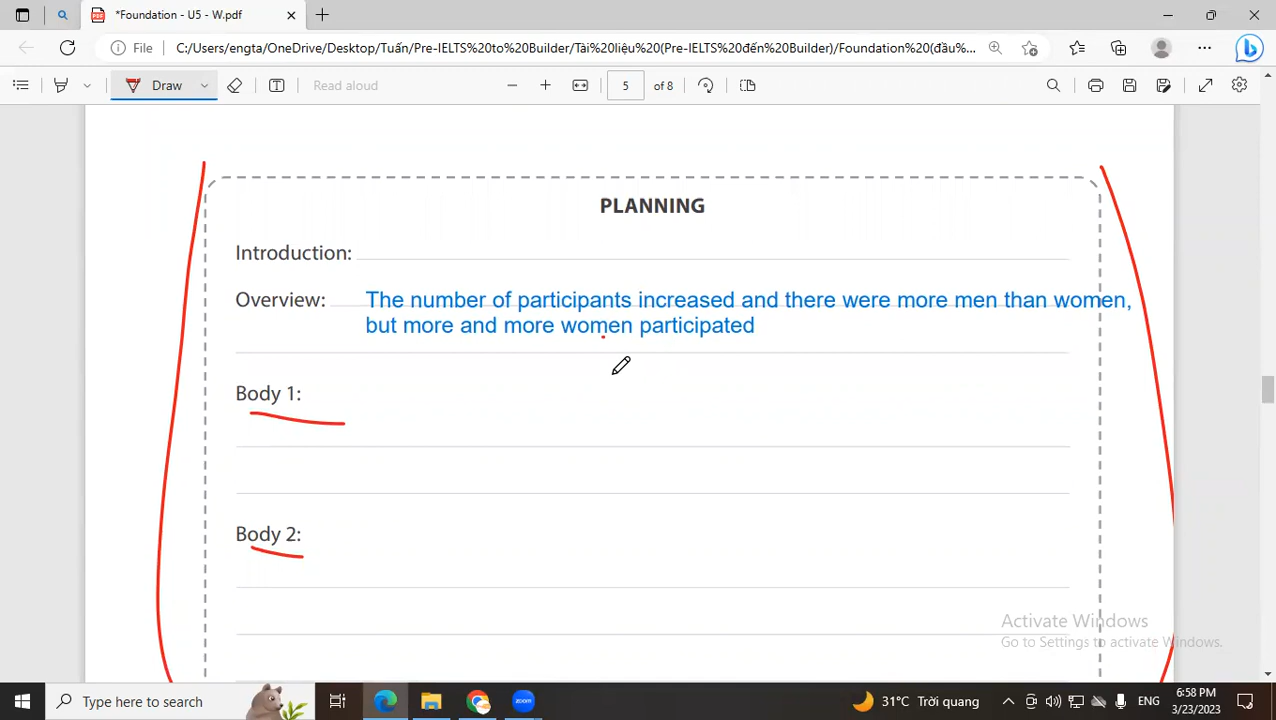 *Foundation - U5 - W.pdf
File C:/Users/engta/OneDrive/Desktop/Tuấn/Pre-IELTS%20to%20Builder/Tài%20liệu%20(Pre-IELTS%20đến%20Builder)/Foundation%20(đầu%...
Draw
Read aloud
5 of 8
PLANNING
Introduction:
Overview: The number of participants increased and there were more men than women,
but more and more women participated
Body 1:
Body 2:
Activate Windows
Go to Settings to activate Windows.
Type here to search
zoom
31°C Trời quang
ENG
6:58 PM
3/23/2023